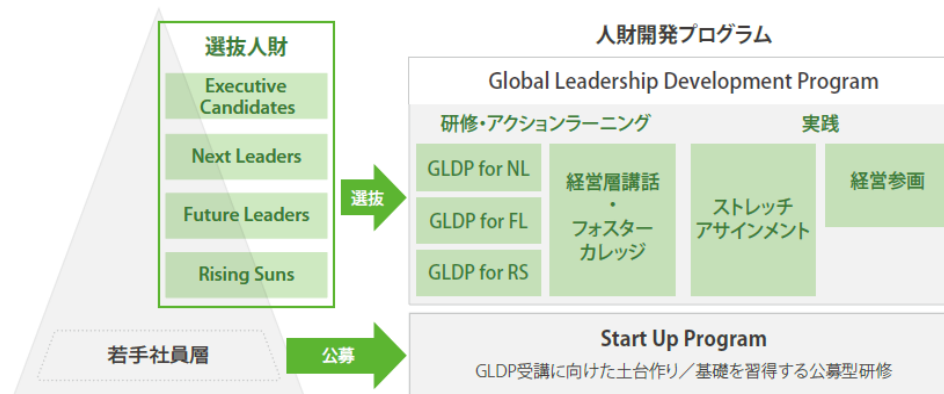 選抜人財
Executive
Candidates
Next Leaders
Future Leaders
Rising Suns
若手社員層
選抜
公募
人財開発プログラム
Global Leadership Development Program
研修・アクションラーニング
GLDP for NL
GLDP for FL
GLDP for RS
経営層講話
・
フォスター
カレッジ
実践
ストレッチ
アサインメント
経営参画
Start Up Program
GLDP受講に向けた土台作り／基礎を習得する公募型研修